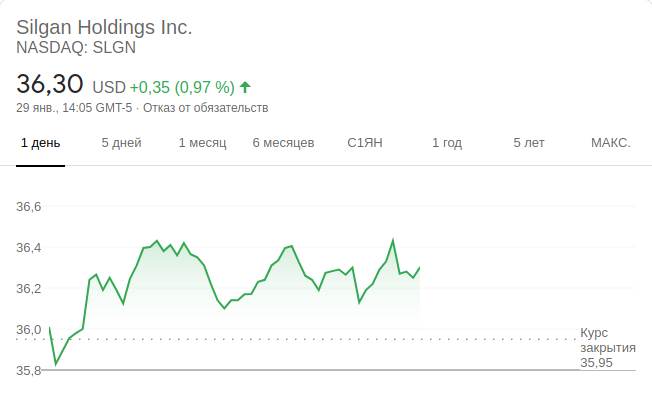 Silgan Holdings Inc.
NASDAQ: SLGN
36,30 USD +0,35 (0,97 %)
29 янв., 14:05 GMT-5 · Отказ от обязательств
1 день 5 дней 1 месяц 6 месяцев С1ЯН 1 год 5 лет МАКС.
36,6
36,4
36,2
36,0
35,8
Курс
закрытия
35,95